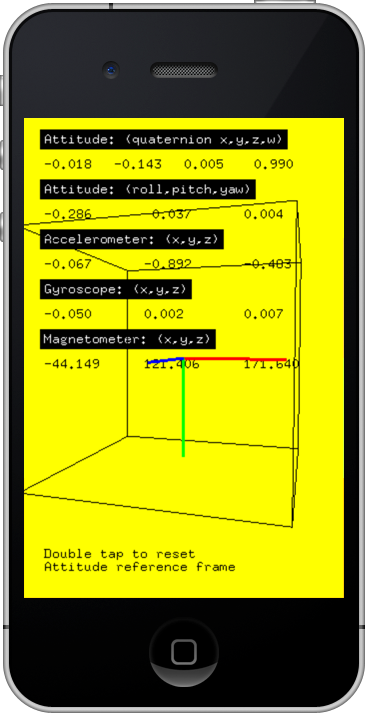 Attitude: (quaternion x,y,z,w)
-0.018 -0.143 0.005 0.990
Attitude: (roll,pitch,yaw)
-0.286 0.037 0.004
Accelerometer: (x,y,z)
-0.067 -0.892 -0.483
Gyroscope: (x,y,z)
-0.050 0.002 0.007
Magnetometer: (x,y,z)
-44.149 121.406 171.640
Double tap to reset
Attitude reference frame